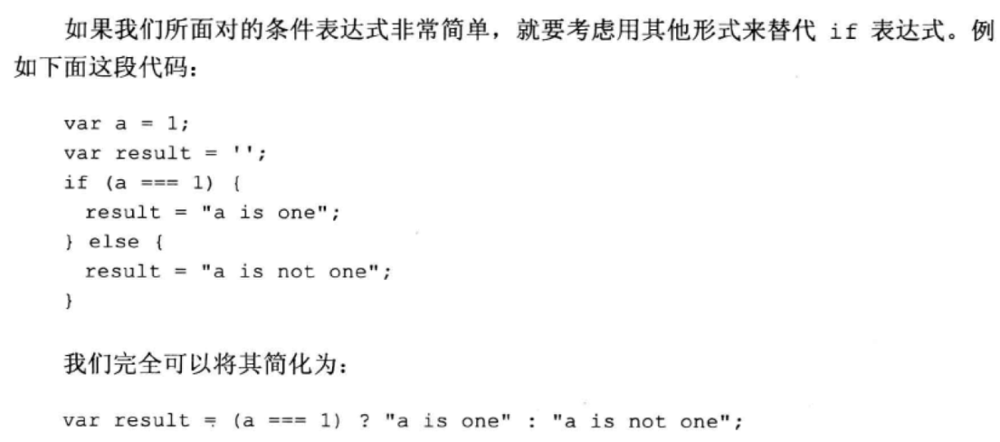 如果我们所面对的条件表达式非常简单，就要考虑用其他形式来替代 if 表达式。例
如下面这段代码：
var a = 1;
var result = '';
if (a === 1) {
  result = "a is one";
} else {
  result = "a is not one";
}
我们完全可以将其简化为：
var result = (a === 1) ? "a is one" : "a is not one";